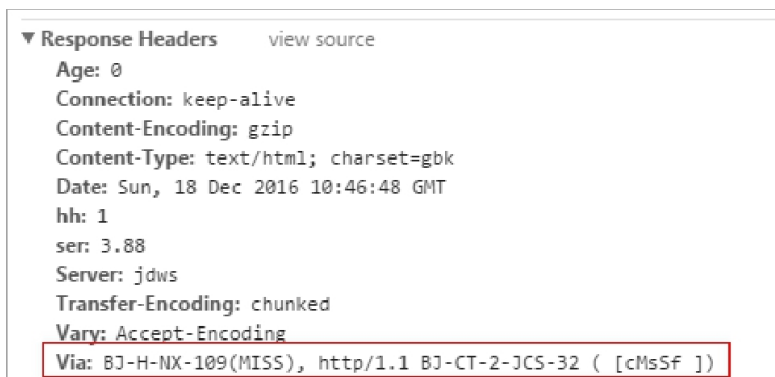 ▼ Response Headers view source
Age: 0
Connection: keep-alive
Content-Encoding: gzip
Content-Type: text/html; charset=gbk
Date: Sun, 18 Dec 2016 10:46:48 GMT
hh: 1
ser: 3.88
Server: jdws
Transfer-Encoding: chunked
Vary: Accept-Encoding
Via: BJ-H-NX-109(MISS), http/1.1 BJ-CT-2-JCS-32 ( [cMsSf ])